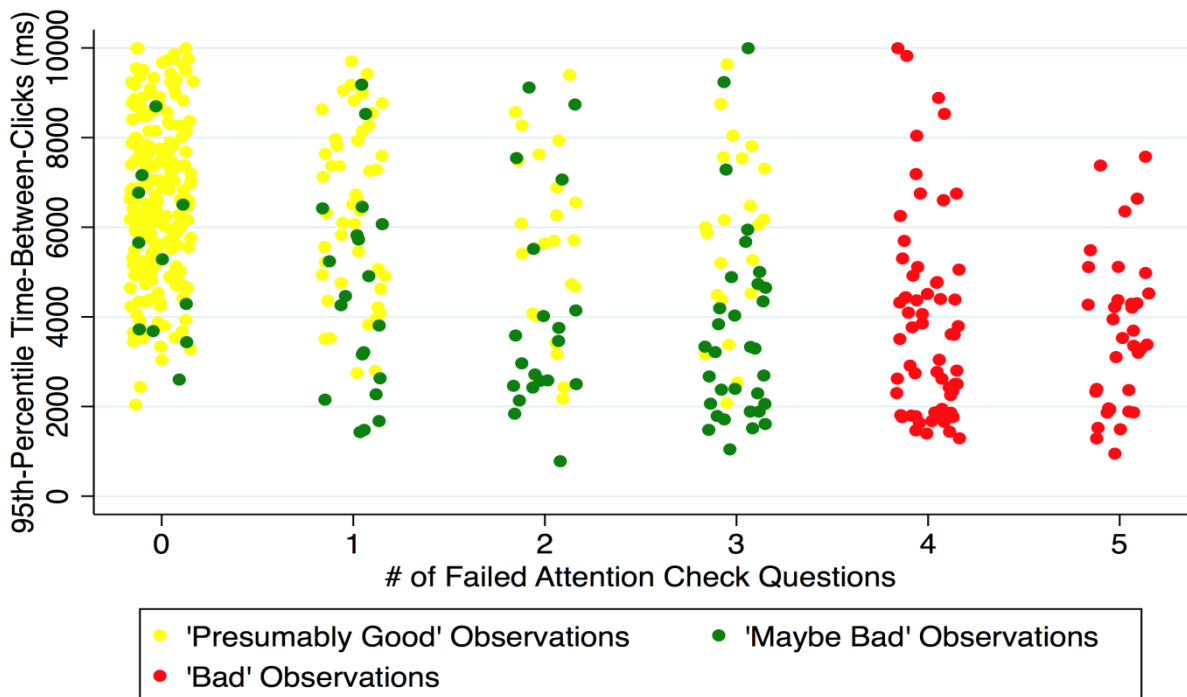 95th-Percentile Time-Between-Clicks (ms)
10000
8000
6000
4000
2000
0
0 1 2 3 4 5
# of Failed Attention Check Questions
'Presumably Good' Observations
'Maybe Bad' Observations
'Bad' Observations